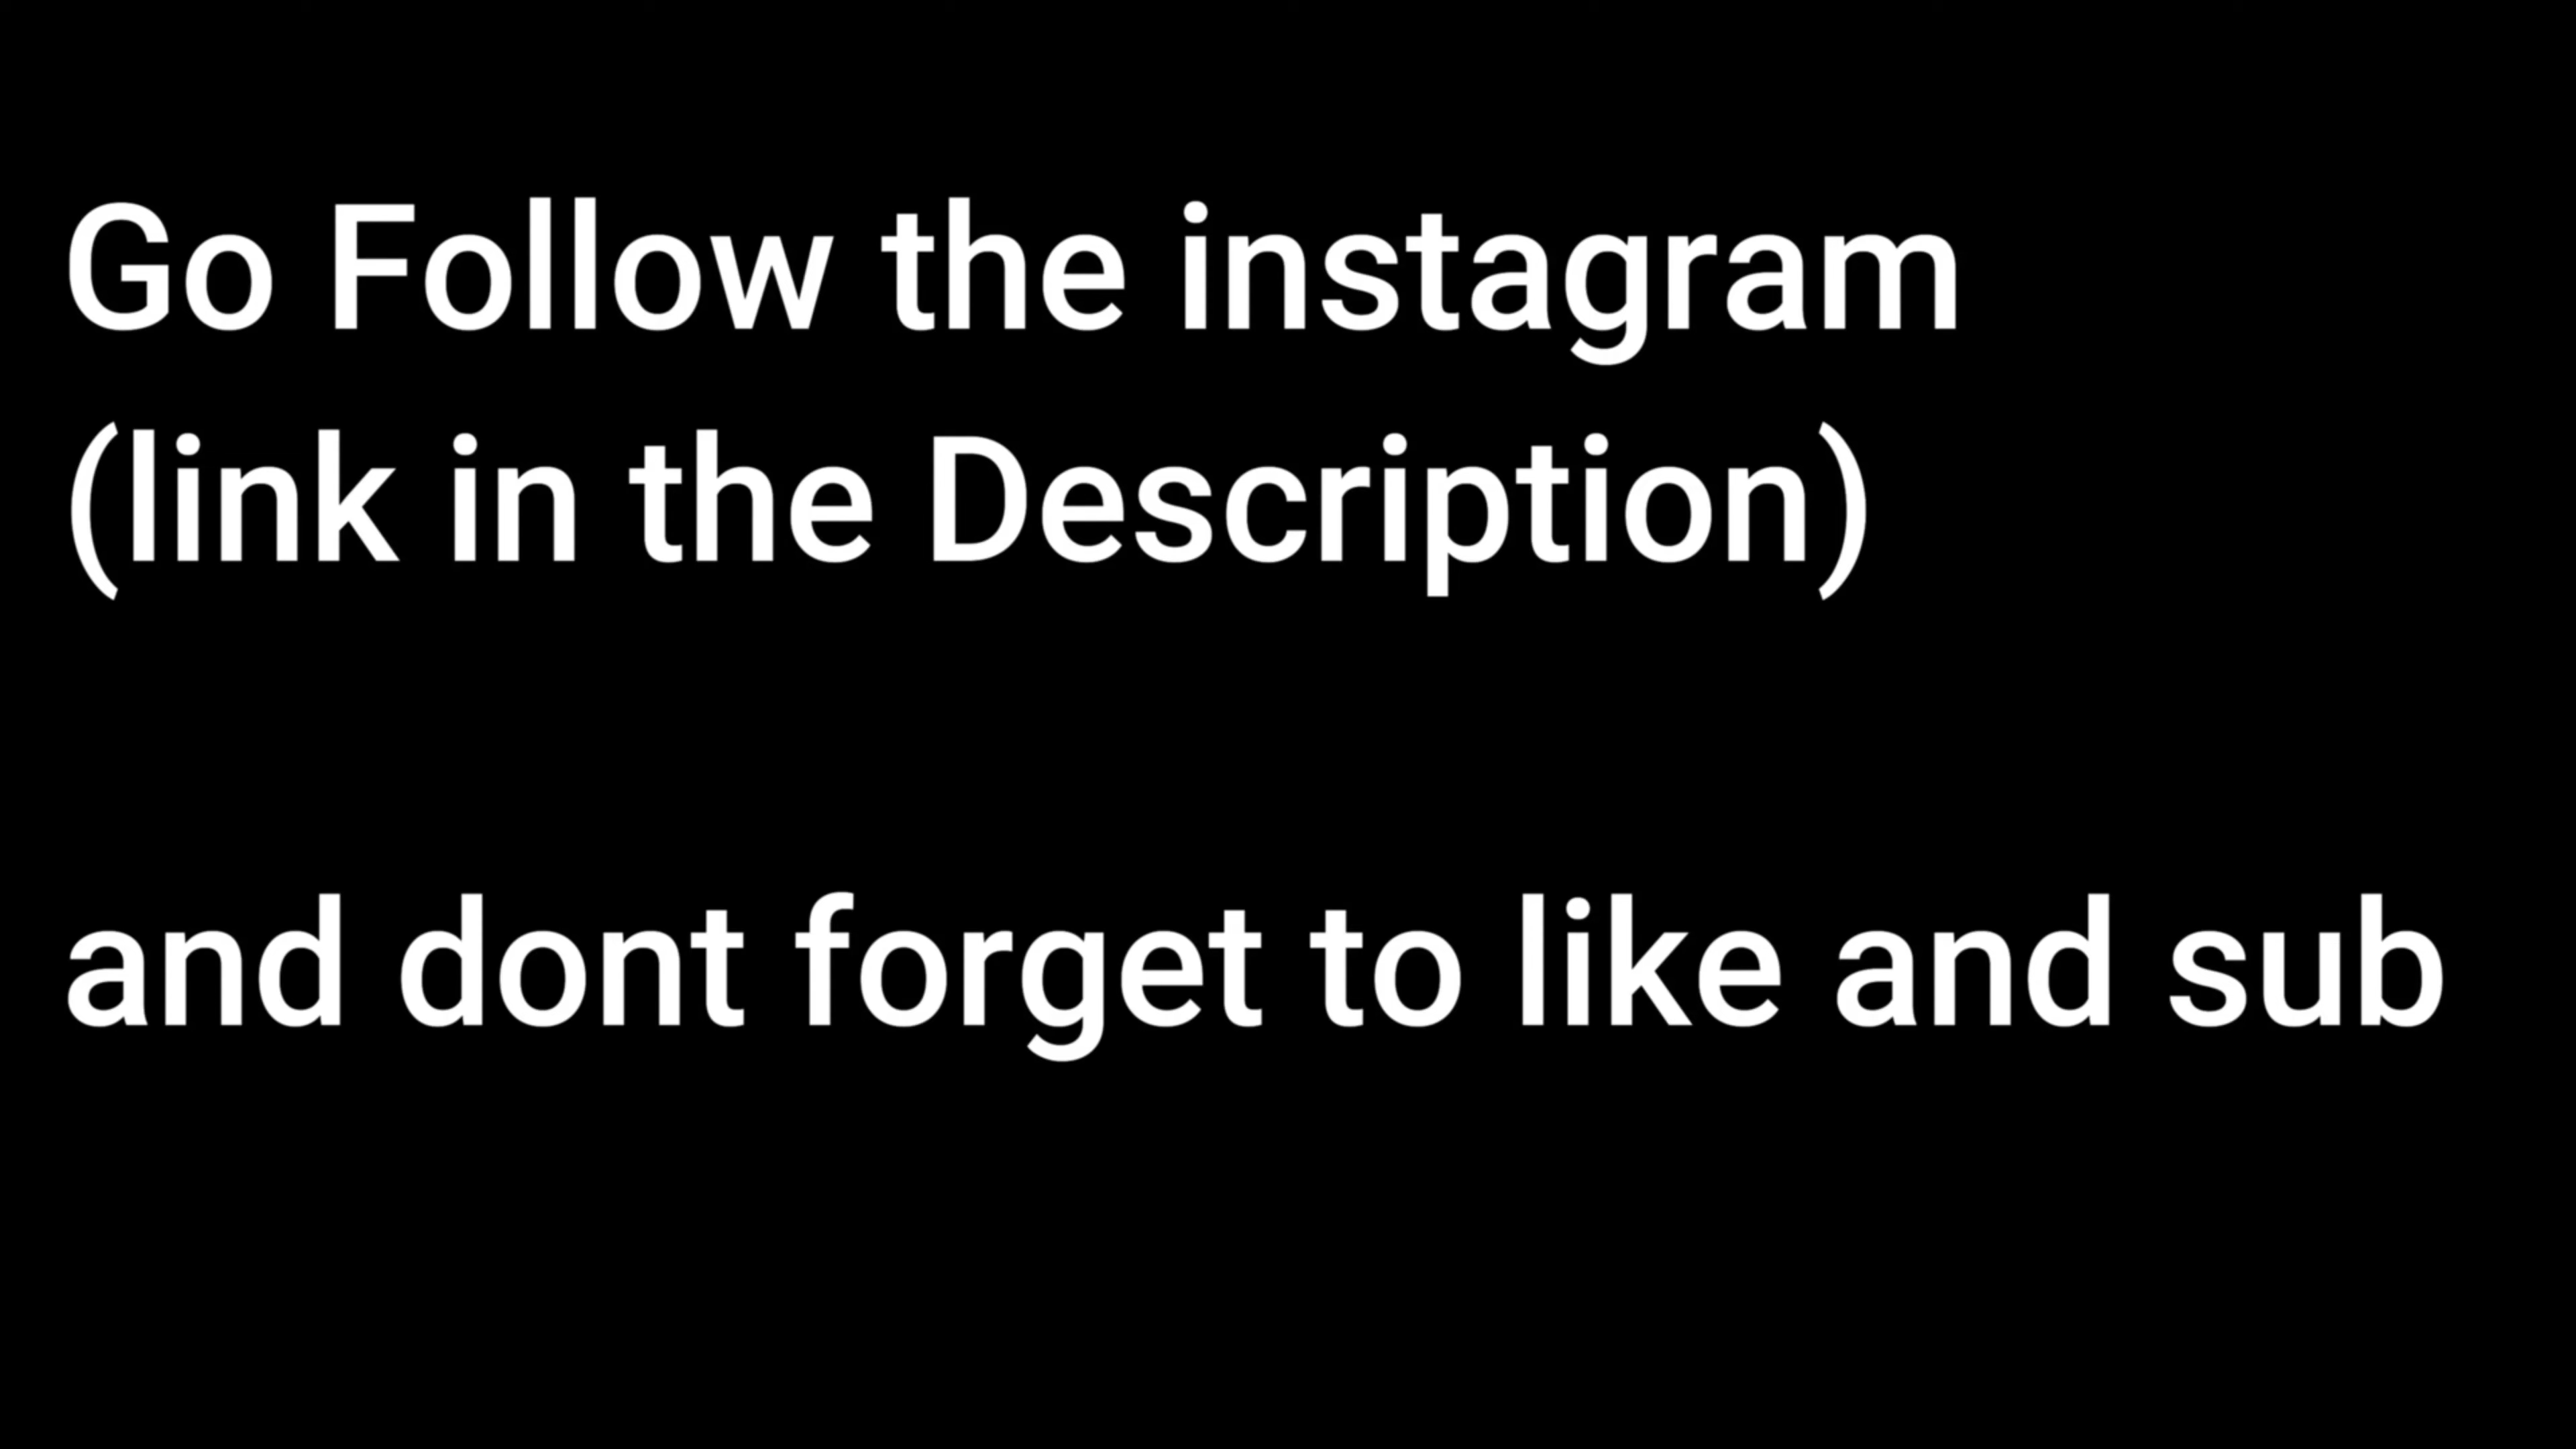 Go Follow the instagram
(link in the Description)
and dont forget to like and sub